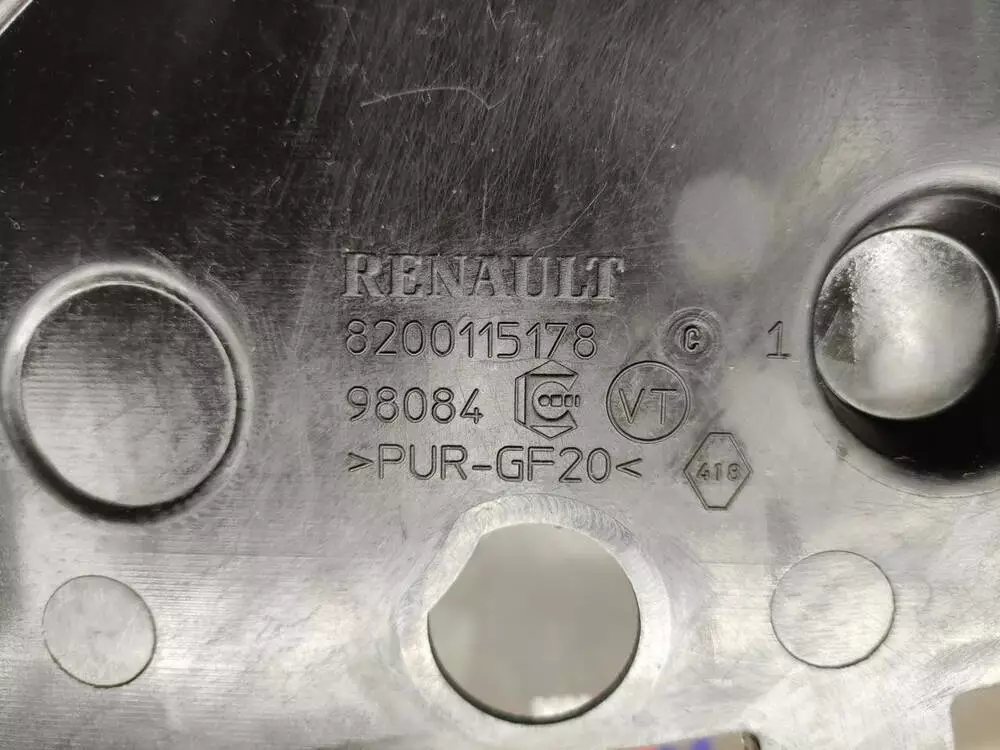 RENAULT
8200115178 C 1
98084 VT
>PUR-GF20< 418